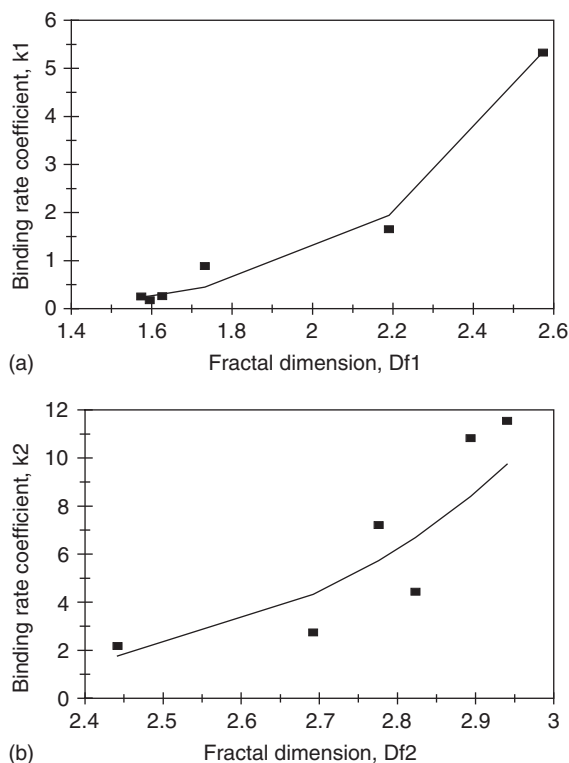 6
5
4
3
2
1
0
Binding rate coefficient, k1
1.4 1.6 1.8 2 2.2 2.4 2.6
(a) Fractal dimension, Df1
12
10
8
6
4
2
0
Binding rate coefficient, k2
2.4 2.5 2.6 2.7 2.8 2.9 3
(b) Fractal dimension, Df2